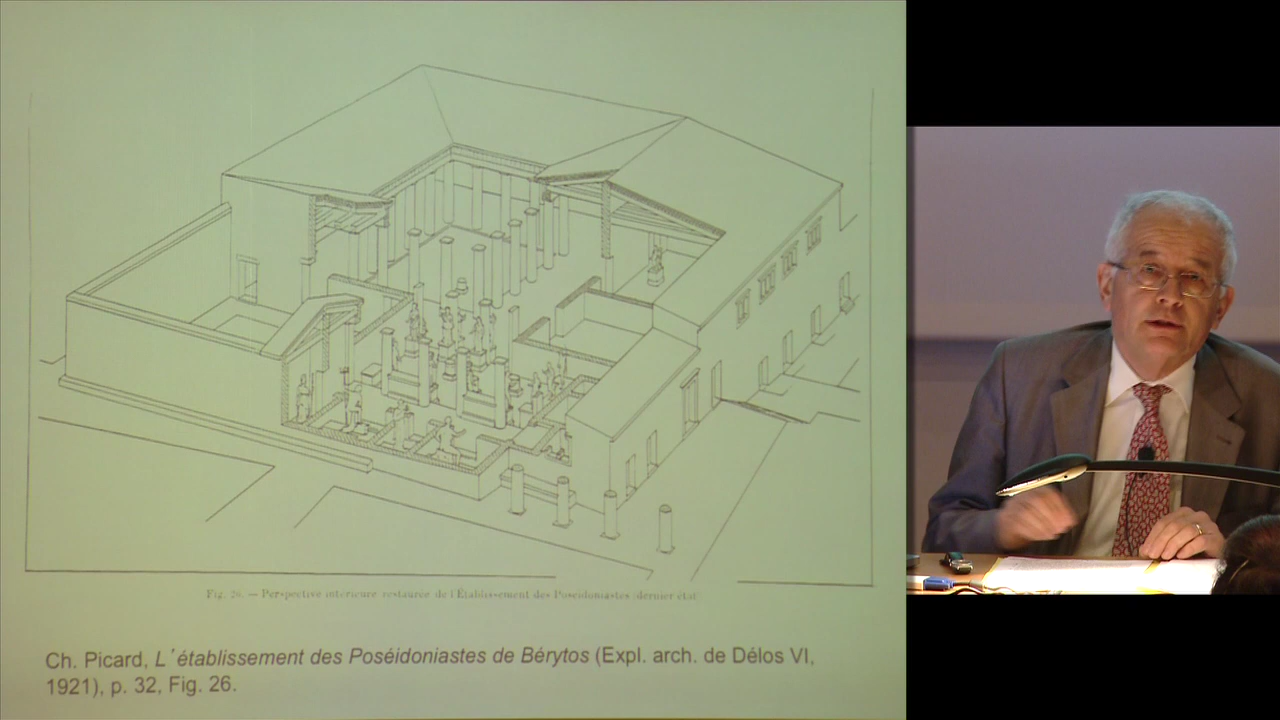 Fig. 26. — Perspective intérieure restaurée de l'Établissement des Poseidoniastes (dernier état)
Ch. Picard, L´établissement des Poséidoniastes de Bérytos (Expl. arch. de Délos VI,
1921), p. 32, Fig. 26.